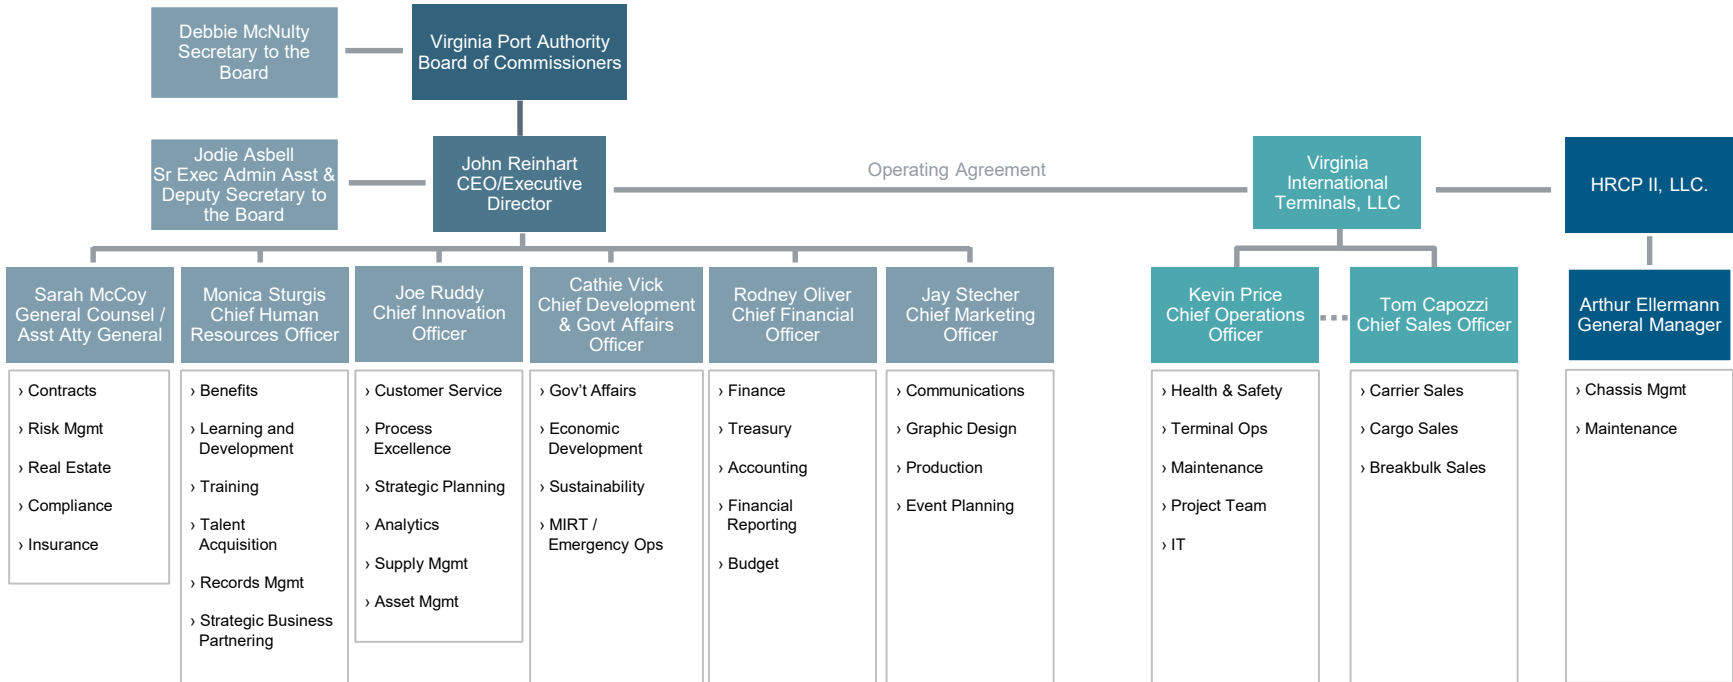 Debbie McNulty
Secretary to the
Board
Virginia Port Authority
Board of Commissioners
Jodie Asbell
Sr Exec Admin Asst &
Deputy Secretary to
the Board
John Reinhart
CEO/Executive
Director
Operating Agreement
Virginia
International
Terminals, LLC
HRCP II, LLC.
Sarah McCoy
General Counsel /
Asst Atty General
› Contracts
› Risk Mgmt
› Real Estate
› Compliance
› Insurance
Monica Sturgis
Chief Human
Resources Officer
› Benefits
› Learning and
Development
› Training
› Talent
Acquisition
› Records Mgmt
› Strategic Business
Partnering
Joe Ruddy
Chief Innovation
Officer
› Customer Service
› Process
Excellence
› Strategic Planning
› Analytics
› Supply Mgmt
› Asset Mgmt
Cathie Vick
Chief Development
& Govt Affairs
Officer
› Gov’t Affairs
› Economic
Development
› Sustainability
› MIRT /
Emergency Ops
Rodney Oliver
Chief Financial
Officer
› Finance
› Treasury
› Accounting
› Financial
Reporting
› Budget
Jay Stecher
Chief Marketing
Officer
› Communications
› Graphic Design
› Production
› Event Planning
Kevin Price
Chief Operations
Officer
› Health & Safety
› Terminal Ops
› Maintenance
› Project Team
› IT
Tom Capozzi
Chief Sales Officer
› Carrier Sales
› Cargo Sales
› Breakbulk Sales
Arthur Ellermann
General Manager
› Chassis Mgmt
› Maintenance